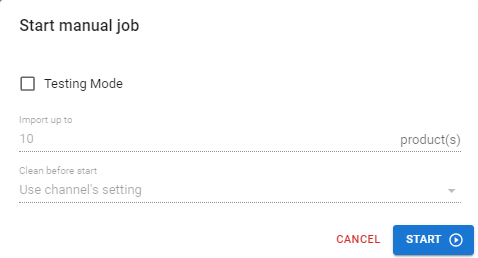 Start manual job
Testing Mode
Import up to
10 product(s)
Clean before start
Use channel's setting
CANCEL START